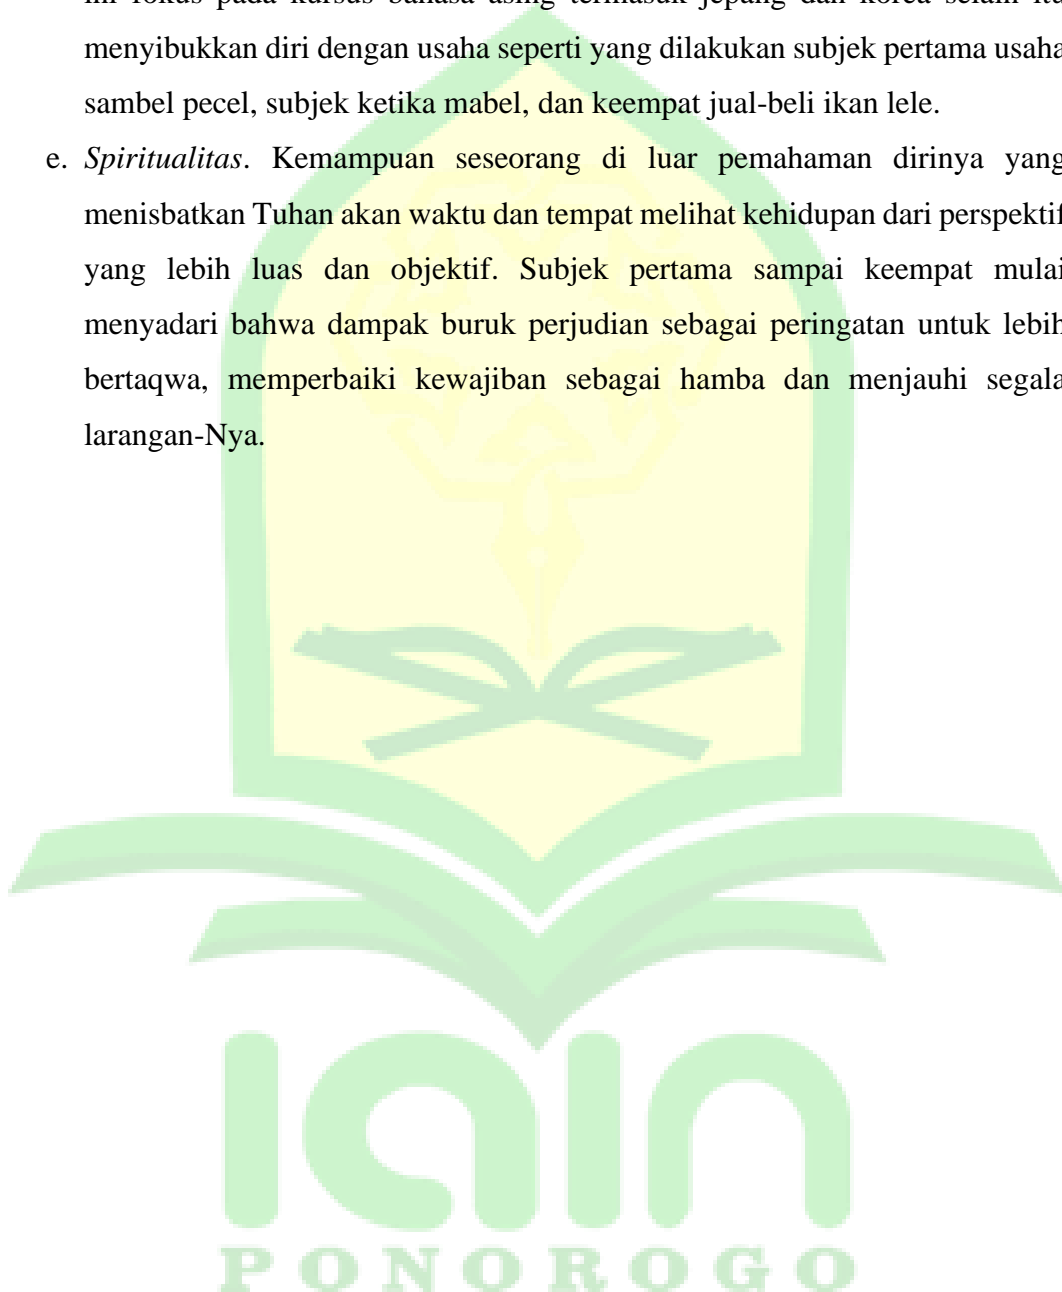 ini fokus pada kursus bahasa asing termasuk jepang dan korea selain itu
menyibukkan diri dengan usaha seperti yang dilakukan subjek pertama usaha
sambel pecel, subjek ketika mabel, dan keempat jual-beli ikan lele.
e. Spiritualitas. Kemampuan seseorang di luar pemahaman dirinya yang
menisbatkan Tuhan akan waktu dan tempat melihat kehidupan dari perspektif
yang lebih luas dan objektif. Subjek pertama sampai keempat mulai
menyadari bahwa dampak buruk perjudian sebagai peringatan untuk lebih
bertaqwa, memperbaiki kewajiban sebagai hamba dan menjauhi segala
larangan-Nya.
iain
PONOROGO